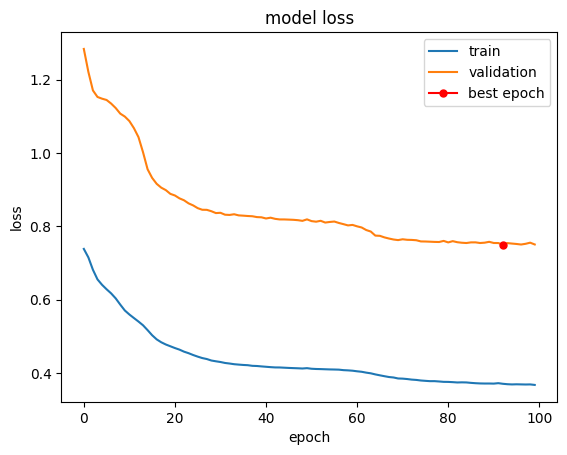 model loss
train
validation
best epoch
1.2
1.0
0.8
0.6
0.4
loss
0
20
40
60
80
100
epoch